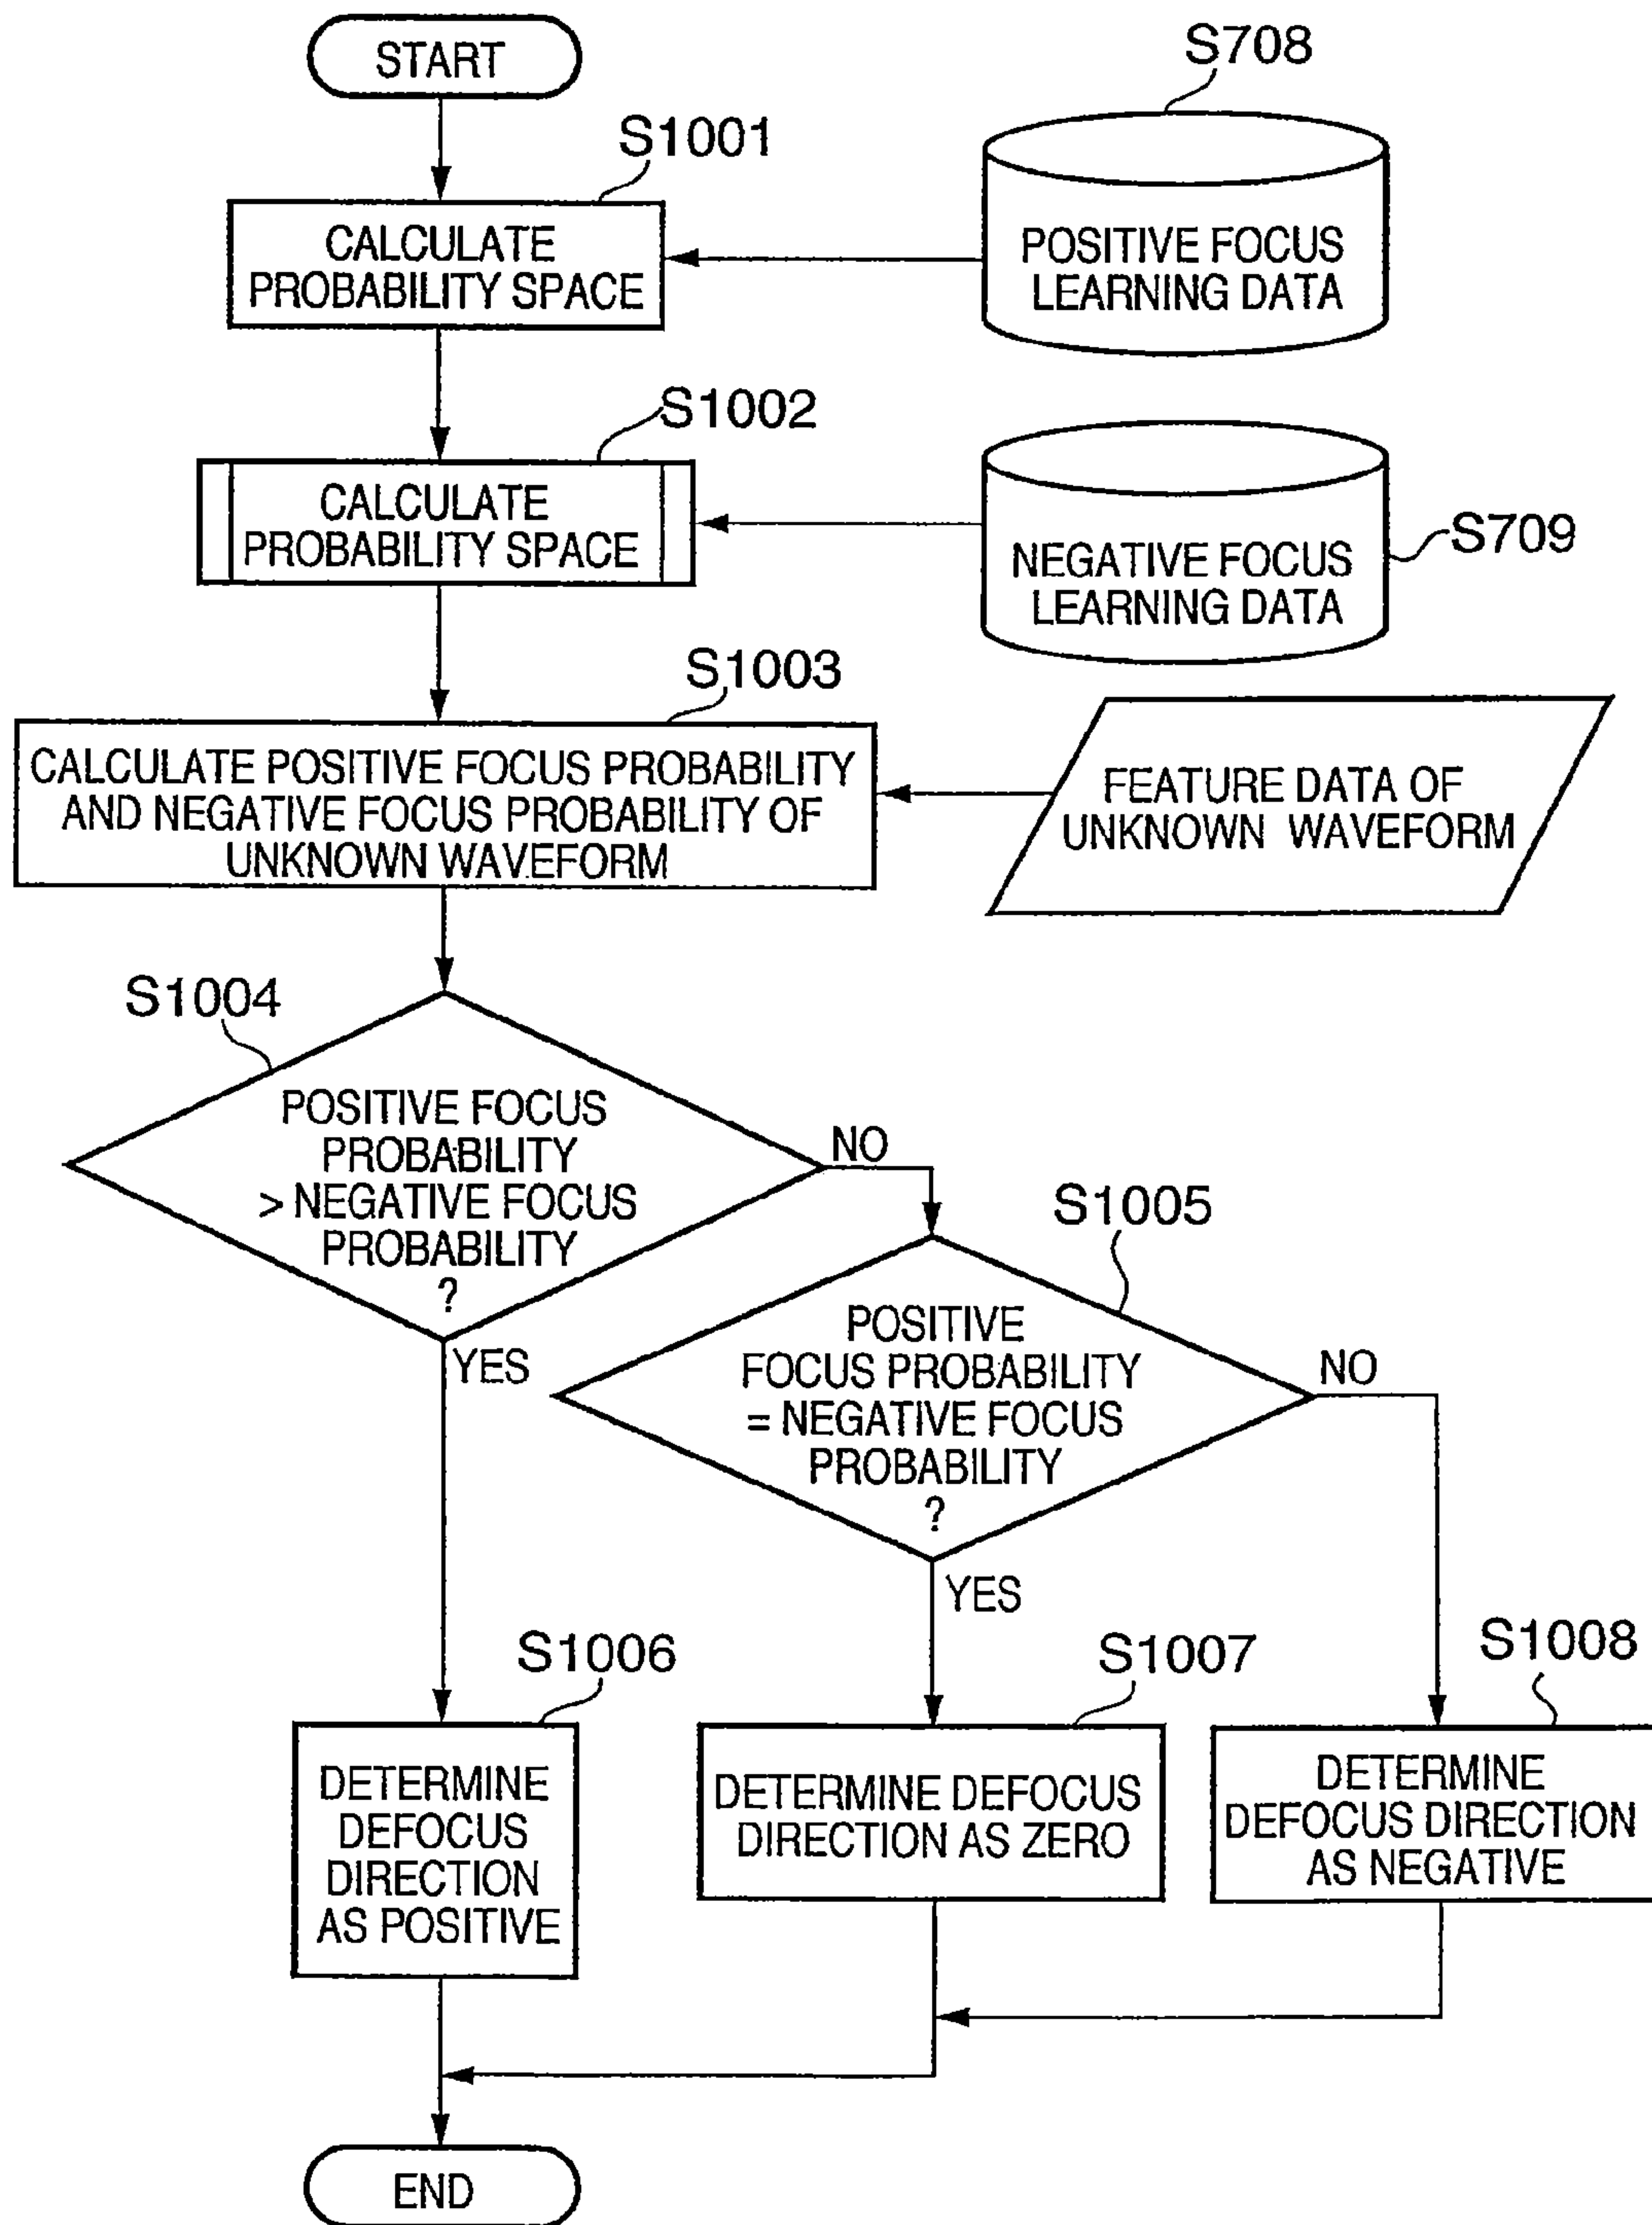 START
S708
S1001
CALCULATE
PROBABILITY SPACE
POSITIVE FOCUS
LEARNING DATA
S1002
CALCULATE
PROBABILITY SPACE
NEGATIVE FOCUS
LEARNING DATA
S709
S1003
CALCULATE POSITIVE FOCUS PROBABILITY
AND NEGATIVE FOCUS PROBABILITY OF
UNKNOWN WAVEFORM
FEATURE DATA OF
UNKNOWN WAVEFORM
S1004
POSITIVE FOCUS
PROBABILITY
> NEGATIVE FOCUS
PROBABILITY
?
NO
YES
S1005
POSITIVE
FOCUS PROBABILITY
= NEGATIVE FOCUS
PROBABILITY
?
NO
YES
S1006
DETERMINE
DEFOCUS
DIRECTION
AS POSITIVE
S1007
DETERMINE DEFOCUS
DIRECTION AS ZERO
S1008
DETERMINE
DEFOCUS DIRECTION
AS NEGATIVE
END